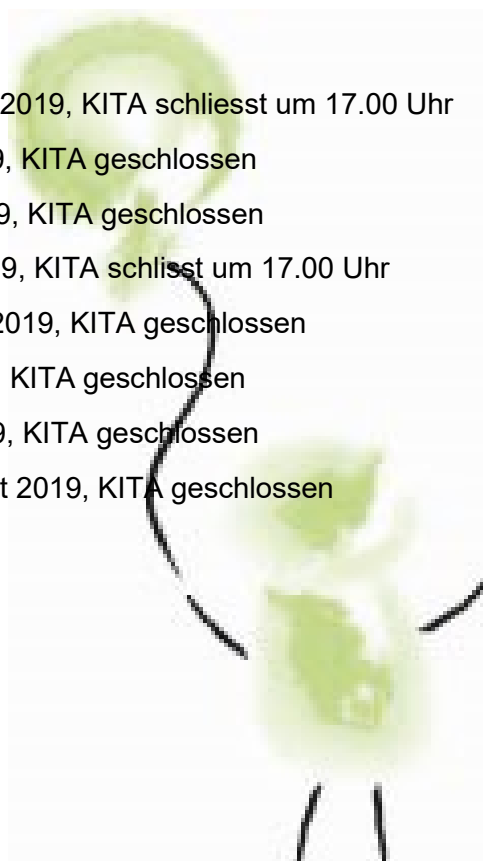 2019, KITA schliesst um 17.00 Uhr
9, KITA geschlossen
9, KITA geschlossen
9, KITA schlisst um 17.00 Uhr
2019, KITA geschlossen
KITA geschlossen
9, KITA geschlossen
t 2019, KITA geschlossen